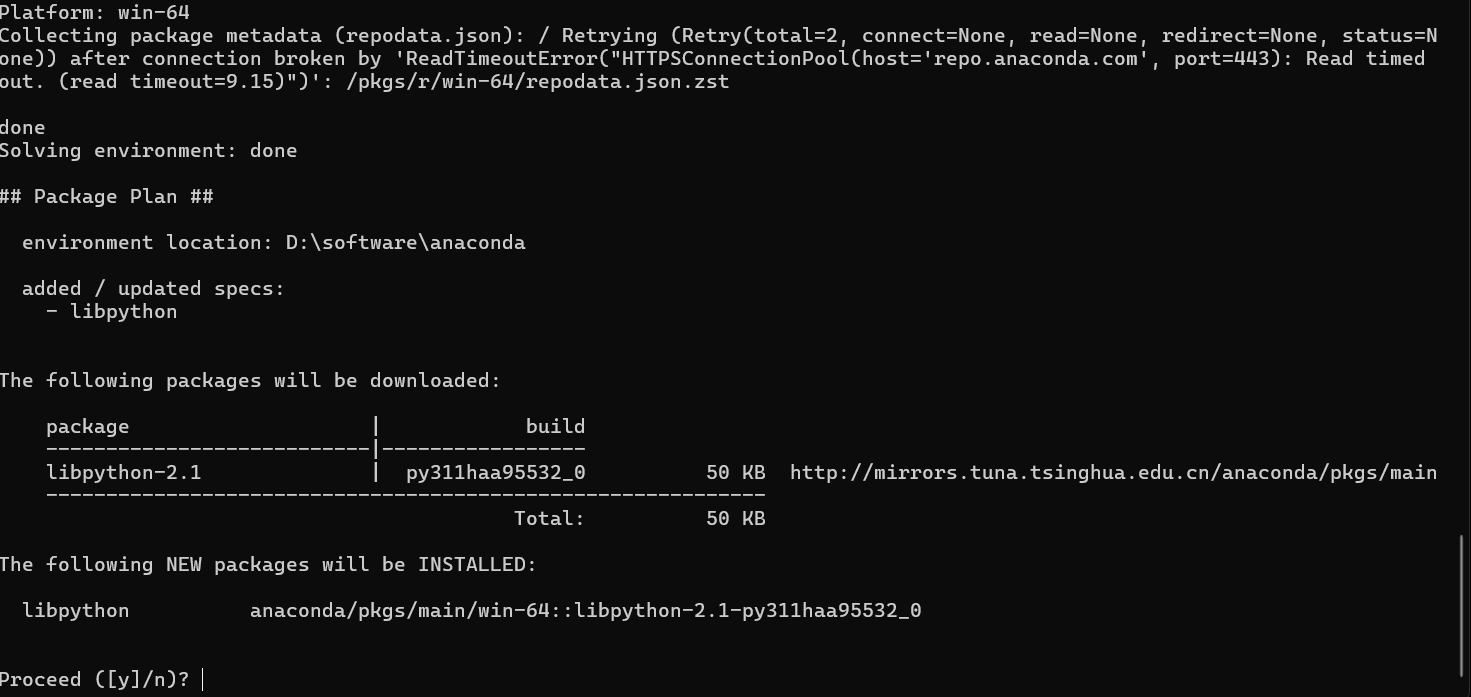 Platform: win-64
Collecting package metadata (repodata.json): / Retrying (Retry(total=2, connect=None, read=None, redirect=None, status=N
one)) after connection broken by 'ReadTimeoutError("HTTPSConnectionPool(host='repo.anaconda.com', port=443): Read timed
out. (read timeout=9.15)")': /pkgs/r/win-64/repodata.json.zst
done
Solving environment: done
## Package Plan ##
environment location: D:\software\anaconda
added / updated specs:
- libpython
The following packages will be downloaded:
package | build
---------------------------|-----------------
libpython-2.1 | py311haa95532_0 50 KB http://mirrors.tuna.tsinghua.edu.cn/anaconda/pkgs/main
------------------------------------------------------------
Total: 50 KB
The following NEW packages will be INSTALLED:
libpython anaconda/pkgs/main/win-64::libpython-2.1-py311haa95532_0
Proceed ([y]/n)?